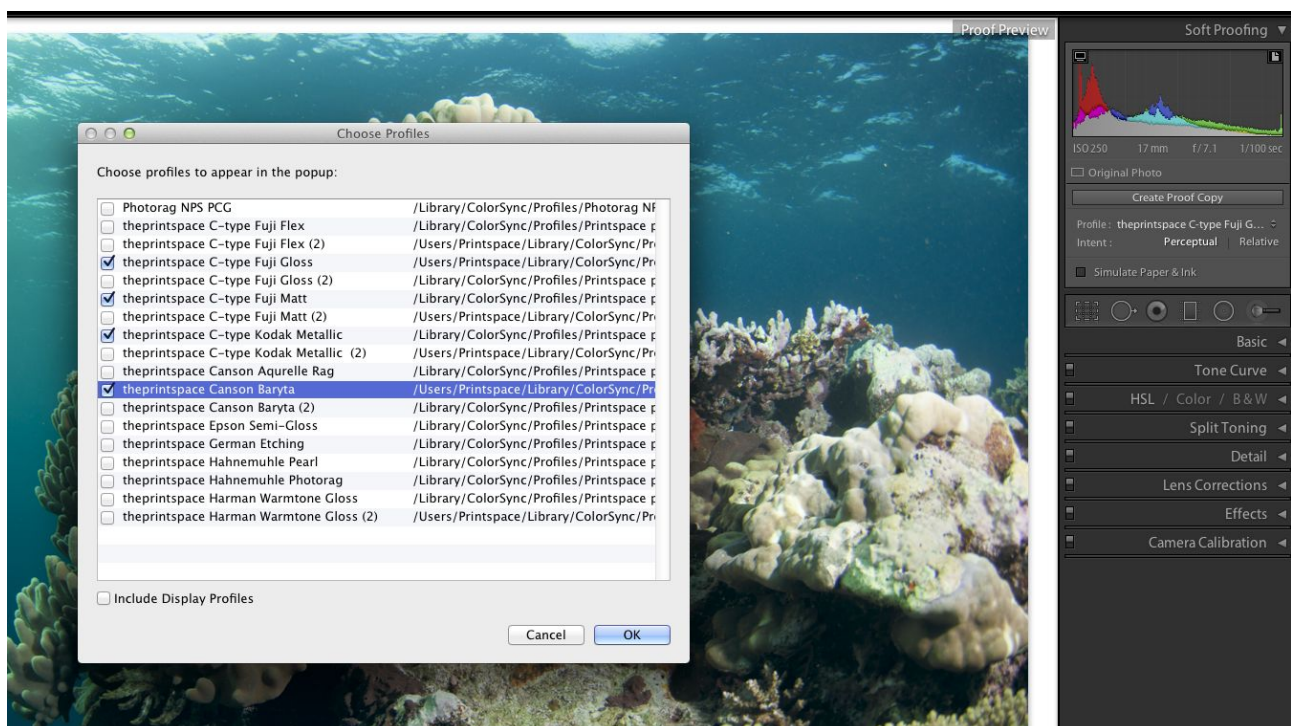 Proof Preview
Soft Proofing
ISO 250 17 mm f/7.1 1/100 sec
Original Photo
Create Proof Copy
Profile: theprintspace C-type Fuji G...
Intent: Perceptual Relative
Simulate Paper & Ink
Basic
Tone Curve
HSL / Color / B & W
Split Toning
Detail
Lens Corrections
Effects
Camera Calibration
Choose Profiles
Choose profiles to appear in the popup:
Photorag NPS PCG /Library/ColorSync/Profiles/Photorag NP
theprintspace C-type Fuji Flex /Library/ColorSync/Profiles/Printspace p
theprintspace C-type Fuji Flex (2) /Users/Printspace/Library/ColorSync/Pro
theprintspace C-type Fuji Gloss /Users/Printspace/Library/ColorSync/Pro
theprintspace C-type Fuji Gloss (2) /Library/ColorSync/Profiles/Printspace p
theprintspace C-type Fuji Matt /Library/ColorSync/Profiles/Printspace p
theprintspace C-type Fuji Matt (2) /Users/Printspace/Library/ColorSync/Pro
theprintspace C-type Kodak Metallic /Library/ColorSync/Profiles/Printspace p
theprintspace C-type Kodak Metallic (2) /Users/Printspace/Library/ColorSync/Pro
theprintspace Canson Aqurelle Rag /Library/ColorSync/Profiles/Printspace p
theprintspace Canson Baryta /Users/Printspace/Library/ColorSync/Pro
theprintspace Canson Baryta (2) /Library/ColorSync/Profiles/Printspace p
theprintspace Epson Semi-Gloss /Library/ColorSync/Profiles/Printspace p
theprintspace German Etching /Library/ColorSync/Profiles/Printspace p
theprintspace Hahnemuhle Pearl /Library/ColorSync/Profiles/Printspace p
theprintspace Hahnemuhle Photorag /Library/ColorSync/Profiles/Printspace p
theprintspace Harman Warmtone Gloss /Library/ColorSync/Profiles/Printspace p
theprintspace Harman Warmtone Gloss (2) /Users/Printspace/Library/ColorSync/Pro
Include Display Profiles
Cancel OK